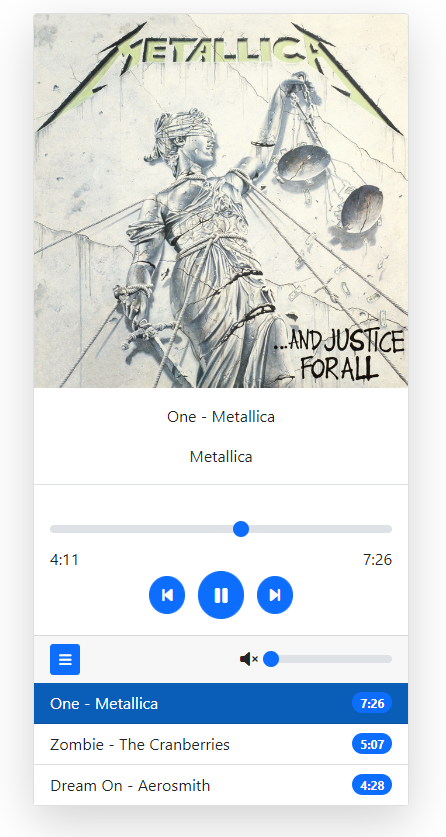 METALLICA
...AND JUSTICE
FOR ALL
One - Metallica
Metallica
4:11 7:26
One - Metallica 7:26
Zombie - The Cranberries 5:07
Dream On - Aerosmith 4:28